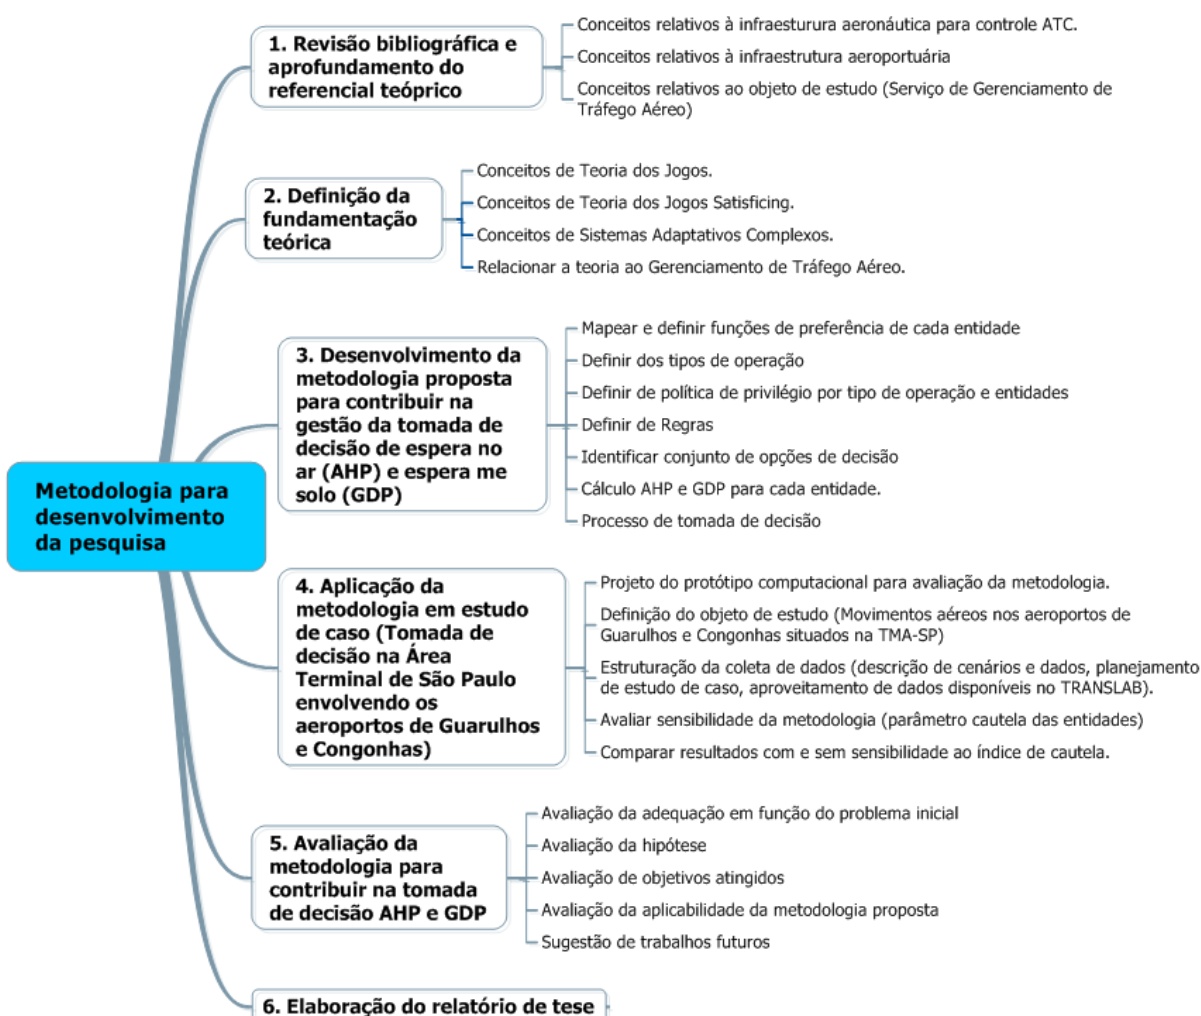 Metodologia para
desenvolvimento
da pesquisa
1. Revisão bibliográfica e
aprofundamento do
referencial teóprico
Conceitos relativos à infraesturura aeronáutica para controle ATC.
Conceitos relativos à infraestrutura aeroportuária
Conceitos relativos ao objeto de estudo (Serviço de Gerenciamento de
Tráfego Aéreo)
2. Definição da
fundamentação
teórica
Conceitos de Teoria dos Jogos.
Conceitos de Teoria dos Jogos Satisficing.
Conceitos de Sistemas Adaptativos Complexos.
Relacionar a teoria ao Gerenciamento de Tráfego Aéreo.
3. Desenvolvimento da
metodologia proposta
para contribuir na
gestão da tomada de
decisão de espera no
ar (AHP) e espera me
solo (GDP)
Mapear e definir funções de preferência de cada entidade
Definir dos tipos de operação
Definir de política de privilégio por tipo de operação e entidades
Definir de Regras
Identificar conjunto de opções de decisão
Cálculo AHP e GDP para cada entidade.
Processo de tomada de decisão
4. Aplicação da
metodologia em estudo
de caso (Tomada de
decisão na Área
Terminal de São Paulo
envolvendo os
aeroportos de Guarulhos
e Congonhas)
Projeto do protótipo computacional para avaliação da metodologia.
Definição do objeto de estudo (Movimentos aéreos nos aeroportos de
Guarulhos e Congonhas situados na TMA-SP)
Estruturação da coleta de dados (descrição de cenários e dados, planejamento
de estudo de caso, aproveitamento de dados disponíveis no TRANSLAB).
Avaliar sensibilidade da metodologia (parâmetro cautela das entidades)
Comparar resultados com e sem sensibilidade ao índice de cautela.
5. Avaliação da
metodologia para
contribuir na tomada
de decisão AHP e GDP
Avaliação da adequação em função do problema inicial
Avaliação da hipótese
Avaliação de objetivos atingidos
Avaliação da aplicabilidade da metodologia proposta
Sugestão de trabalhos futuros
6. Elaboração do relatório de tese